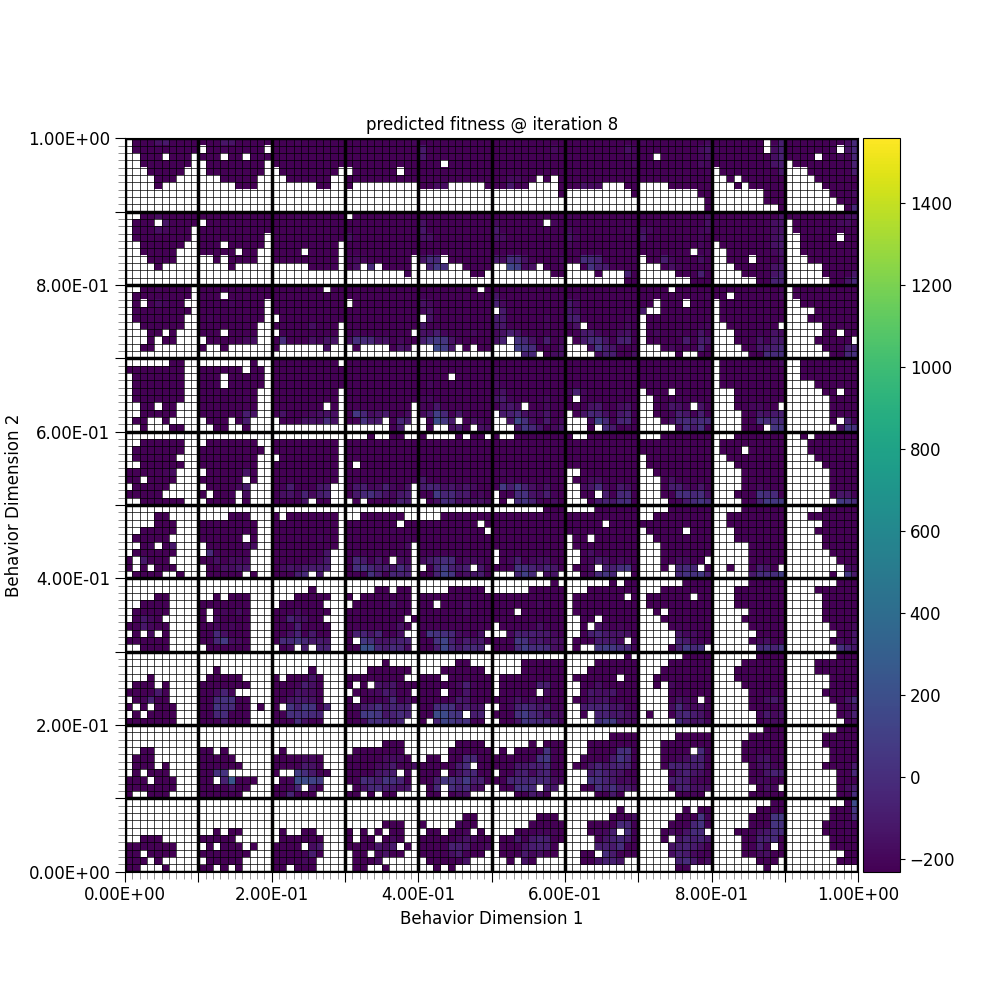 predicted fitness @ iteration 8
1.00E+00
8.00E-01
6.00E-01
4.00E-01
2.00E-01
0.00E+00
Behavior Dimension 2
0.00E+00 2.00E-01 4.00E-01 6.00E-01 8.00E-01 1.00E+00
Behavior Dimension 1
1400
1200
1000
800
600
400
200
0
−200